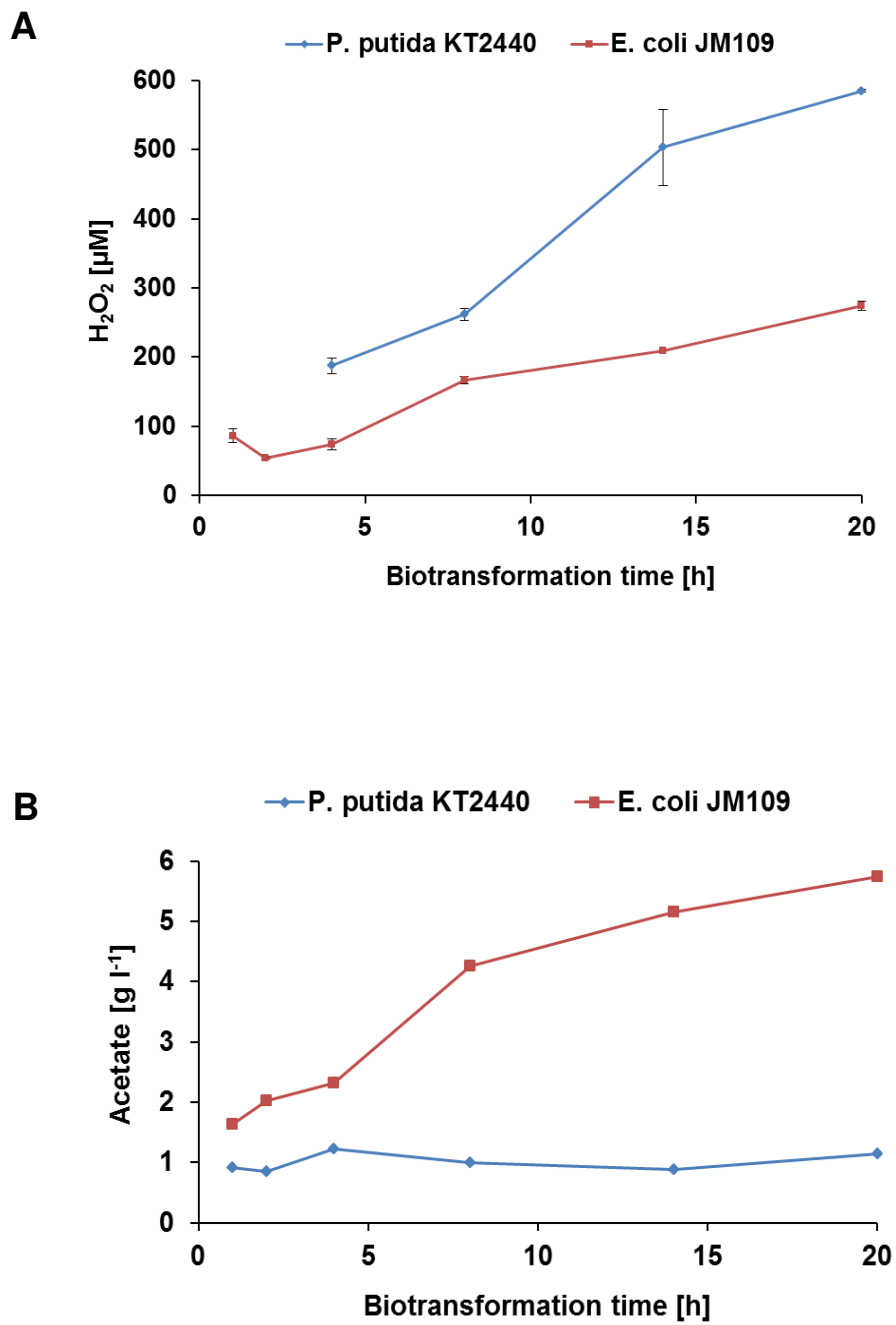 A
P. putida KT2440 E. coli JM109
600
500
400
300
200
100
0
H₂O₂ [µM]
0 5 10 15 20
Biotransformation time [h]
B
P. putida KT2440 E. coli JM109
6
5
4
3
2
1
0
Acetate [g l⁻¹]
0 5 10 15 20
Biotransformation time [h]